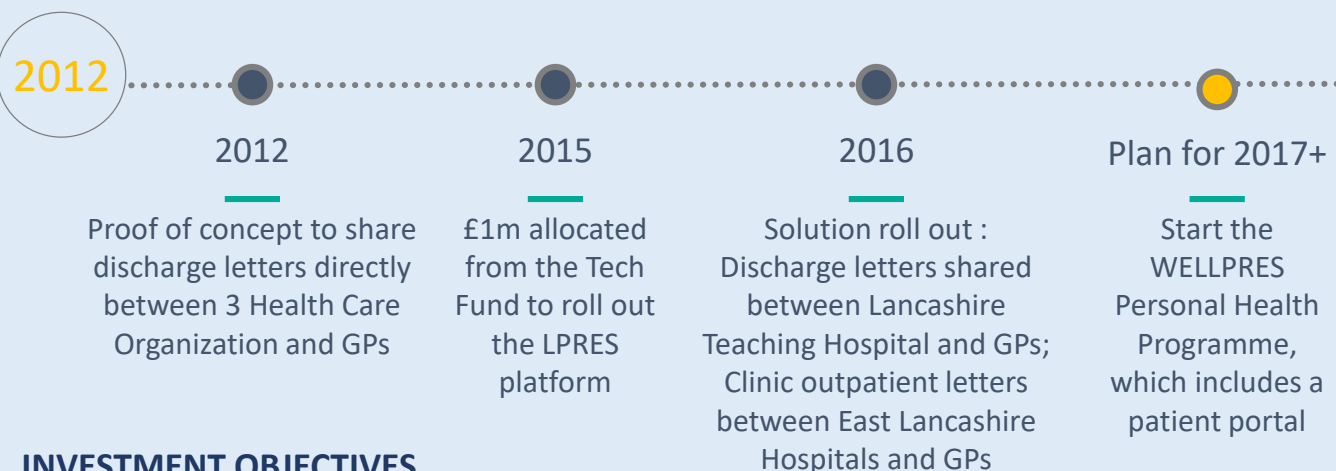 2012
2012
Proof of concept to share
discharge letters directly
between 3 Health Care
Organization and GPs
2015
£1m allocated
from the Tech
Fund to roll out
the LPRES
platform
2016
Solution roll out :
Discharge letters shared
between Lancashire
Teaching Hospital and GPs;
Clinic outpatient letters
between East Lancashire
Hospitals and GPs
Plan for 2017+
Start the
WELLPRES
Personal Health
Programme,
which includes a
patient portal
INVESTMENT OBJECTIVES